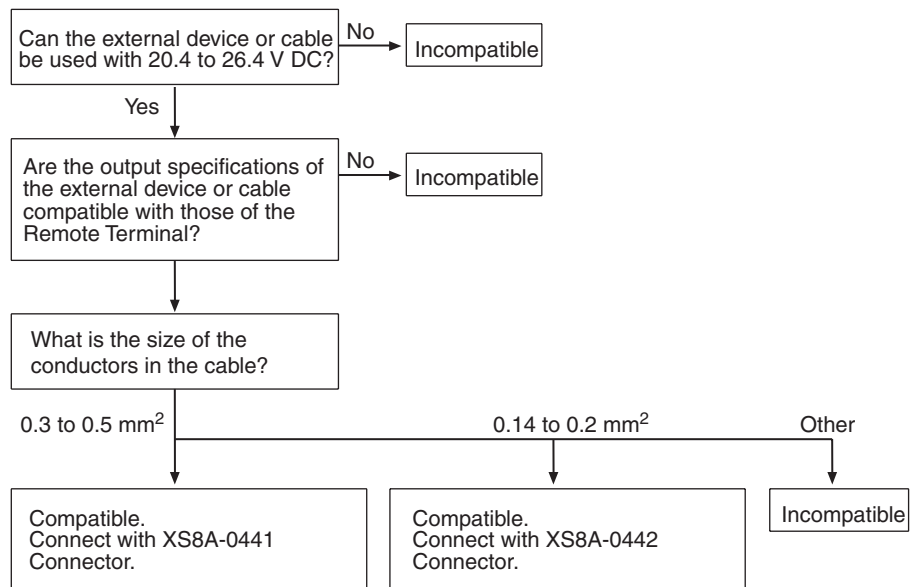 Can the external device or cable
be used with 20.4 to 26.4 V DC?
No
Incompatible
Yes
Are the output specifications of
the external device or cable
compatible with those of the
Remote Terminal?
No
Incompatible
What is the size of the
conductors in the cable?
0.3 to 0.5 mm²
0.14 to 0.2 mm²
Other
Compatible.
Connect with XS8A-0441
Connector.
Compatible.
Connect with XS8A-0442
Connector.
Incompatible